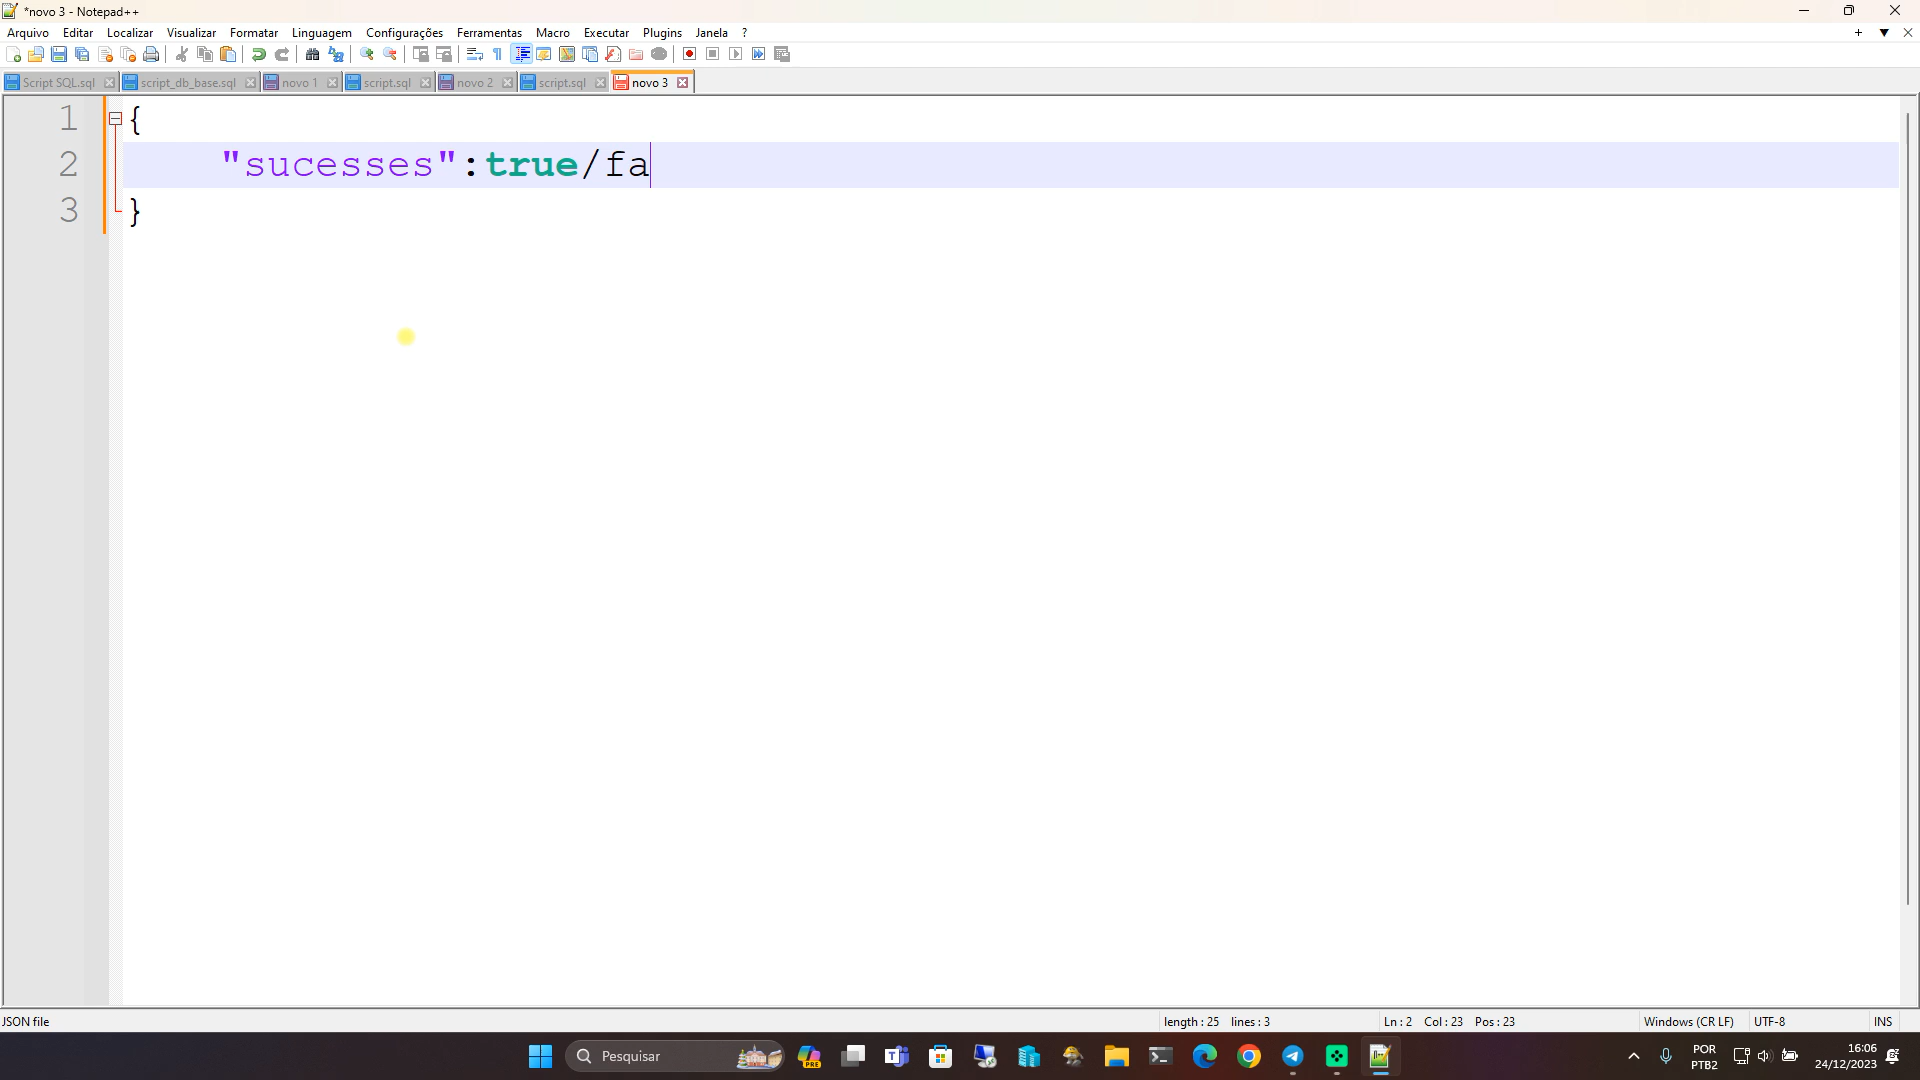 *novo 3 - Notepad++
Arquivo Editar Localizar Visualizar Formatar Linguagem Configurações Ferramentas Macro Executar Plugins Janela ?
Script SQL.sql script_db_base.sql novo 1 script.sql novo 2 script.sql novo 3
1 {
2 "sucesses":true/fa
3 }
JSON file length : 25 lines : 3 Ln : 2 Col : 23 Pos : 23 Windows (CR LF) UTF-8 INS
Pesquisar PRE POR 16:06
PTB2 24/12/2023